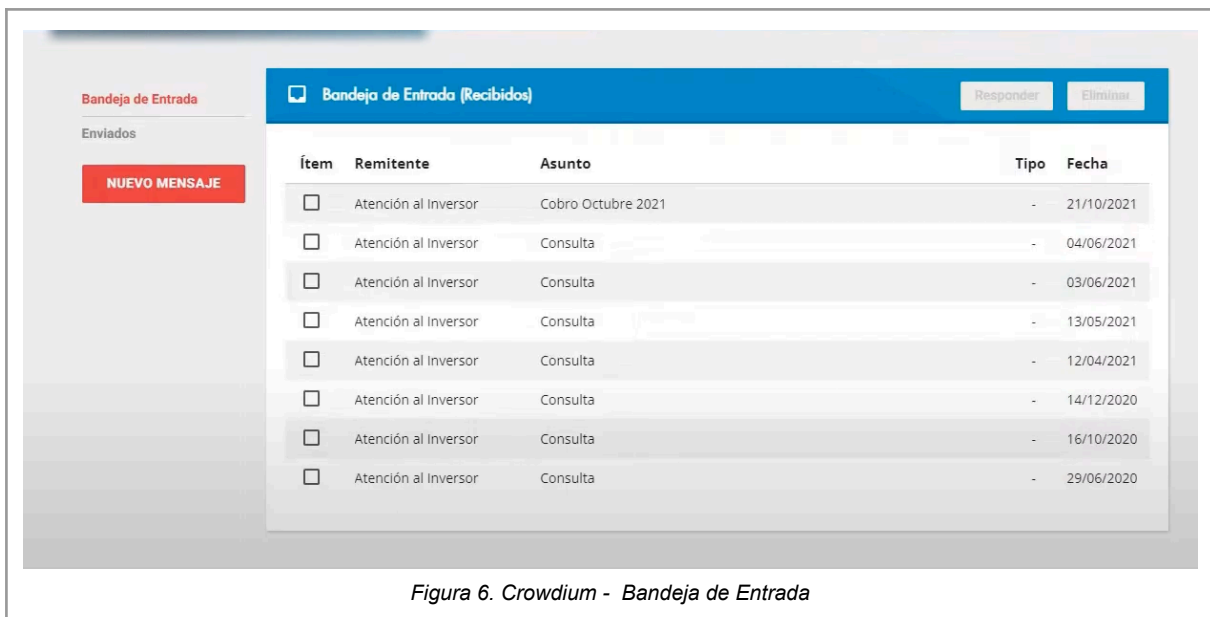 Bandeja de Entrada
Enviados
NUEVO MENSAJE
Bandeja de Entrada (Recibidos)
Responder
Eliminar
Ítem Remitente Asunto Tipo Fecha
Atención al Inversor Cobro Octubre 2021 - 21/10/2021
Atención al Inversor Consulta - 04/06/2021
Atención al Inversor Consulta - 03/06/2021
Atención al Inversor Consulta - 13/05/2021
Atención al Inversor Consulta - 12/04/2021
Atención al Inversor Consulta - 14/12/2020
Atención al Inversor Consulta - 16/10/2020
Atención al Inversor Consulta - 29/06/2020
Figura 6. Crowdium - Bandeja de Entrada